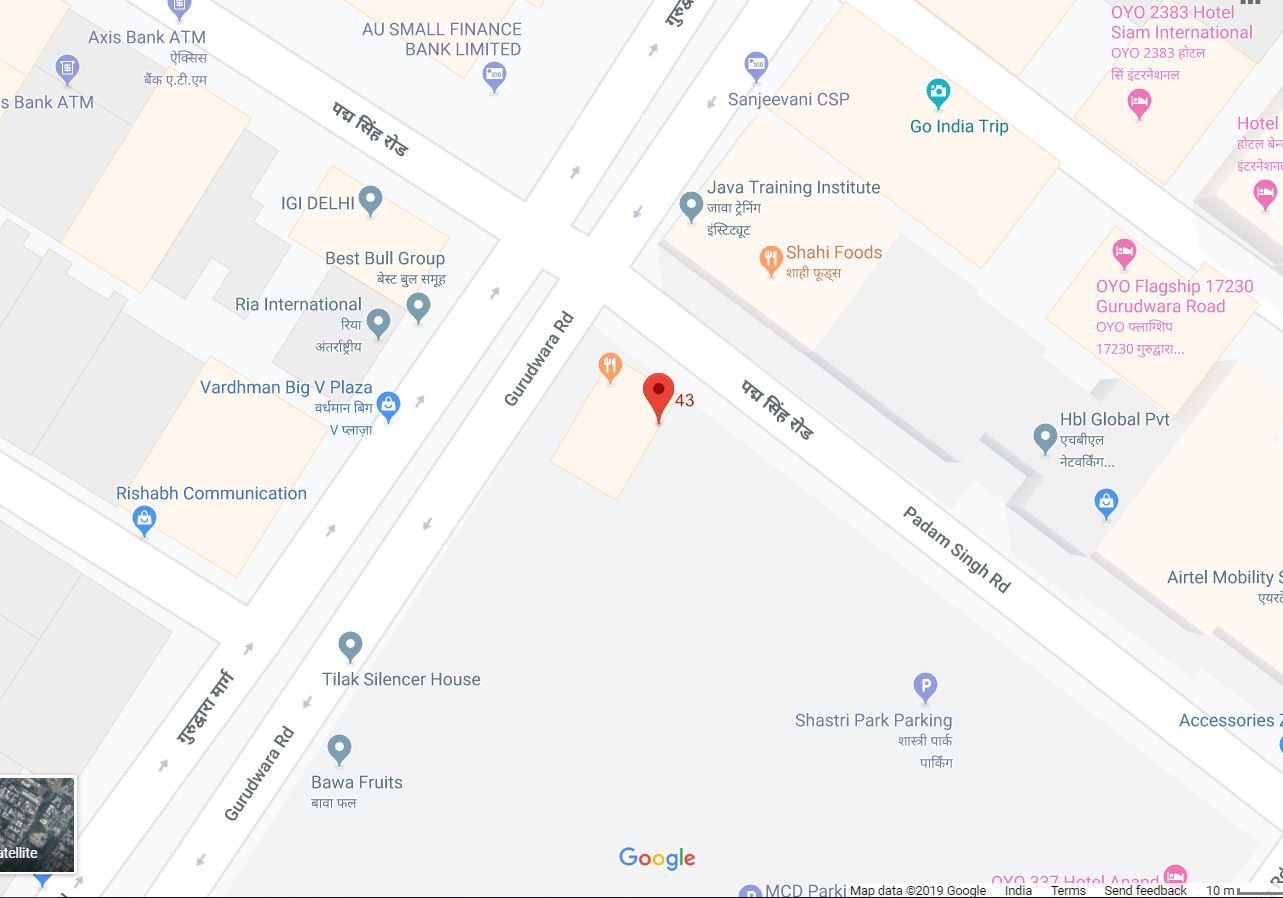 Axis Bank ATM
ऐक्सिस
बैंक ए.टी.एम
s Bank ATM
AU SMALL FINANCE
BANK LIMITED
पद्म सिंह रोड
Sanjeevani CSP
Go India Trip
OYO 2383 Hotel
Siam International
OYO 2383 होटल
सिं इंटरनेशनल
Hotel
इंटरनेशनल
IGI DELHI
Java Training Institute
जावा ट्रेनिंग
इंस्टिट्यूट
Best Bull Group
बेस्ट बुल समूह
Shahi Foods
शाही फूड्स
Ria International
रिया
अंतर्राष्ट्रीय
OYO Flagship 17230
Gurudwara Road
OYO फ्लाग्शिप
17230 गुरुद्वारा...
Gurudwara Rd
Vardhman Big V Plaza
वर्धमान बिग
V प्लाज़ा
43
पद्म सिंह रोड
Hbl Global Pvt
एचबीएल
नेटवर्किंग...
Rishabh Communication
Padam Singh Rd
Airtel Mobility S
Tilak Silencer House
गुरुद्वारा मार्ग
Shastri Park Parking
शास्त्री पार्क
पार्किंग
Accessories Z
Gurudwara Rd
Bawa Fruits
बावा फल
atellite
Google
OYO 337 Hotel Anand
MCD Parki
Map data ©2019 Google India Terms Send feedback 10 m